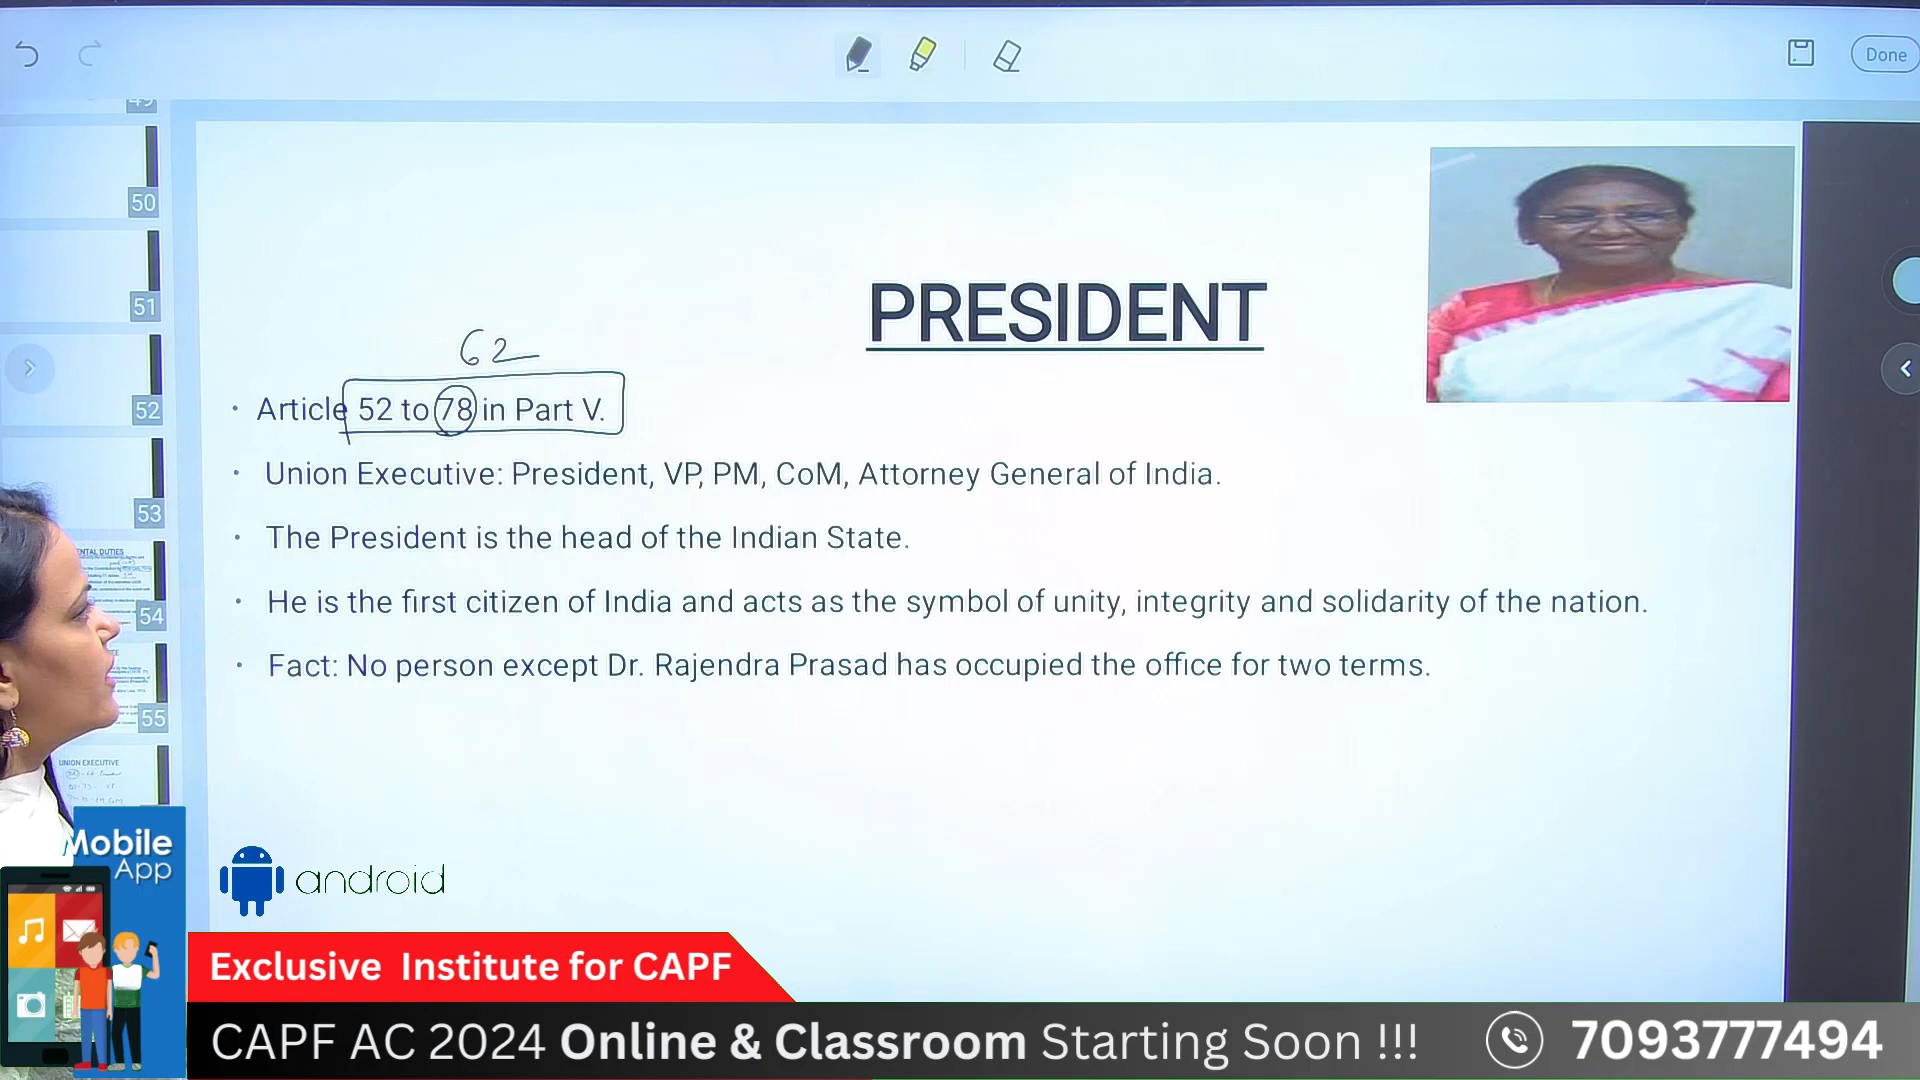 Done
49
50
51
52
53
54
55
ENTAL DUTIES
UNION EXECUTIVE
PRESIDENT
62
• Article 52 to 78 in Part V.
• Union Executive: President, VP, PM, CoM, Attorney General of India.
• The President is the head of the Indian State.
• He is the first citizen of India and acts as the symbol of unity, integrity and solidarity of the nation.
• Fact: No person except Dr. Rajendra Prasad has occupied the office for two terms.
Mobile
App
android
Exclusive Institute for CAPF
CAPF AC 2024 Online & Classroom Starting Soon !!!
7093777494